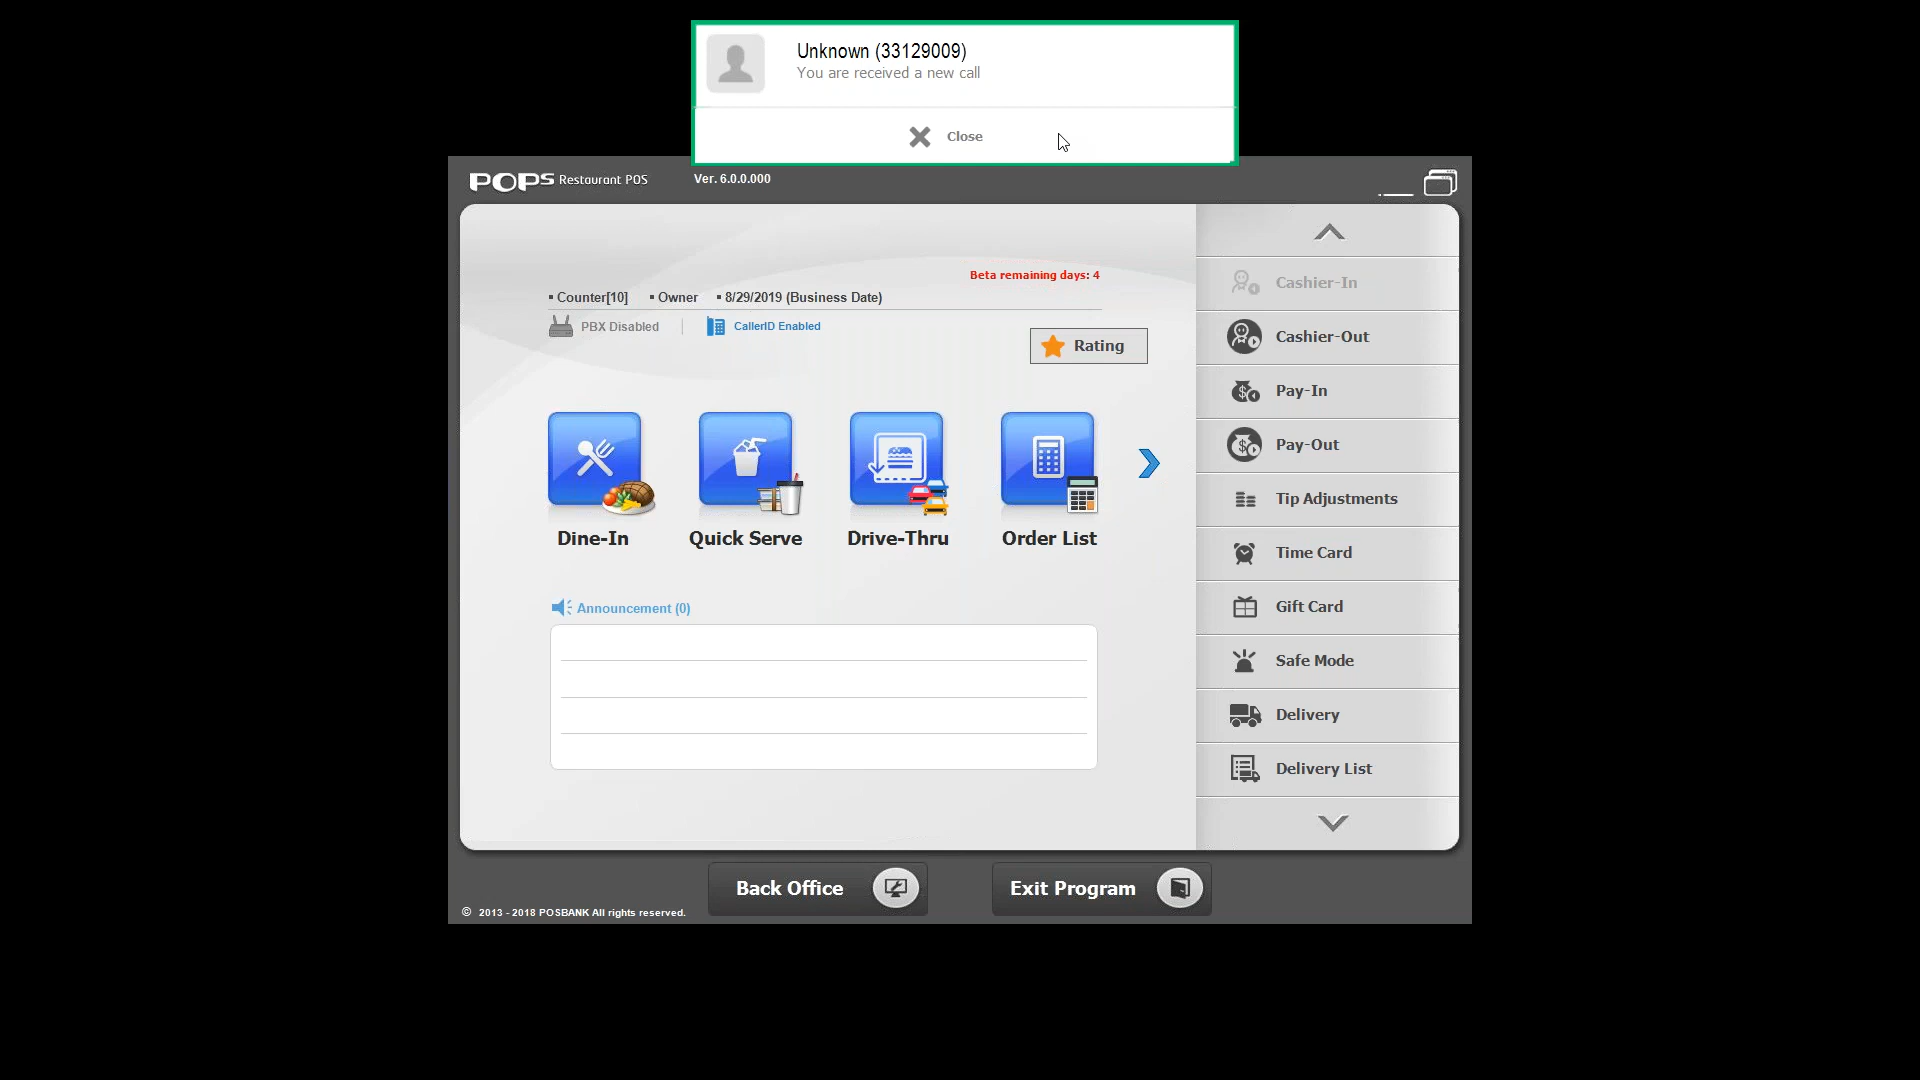 Unknown (33129009)
You are received a new call
Close
POPS Restaurant POS
Ver. 6.0.0.000
Beta remaining days: 4
Counter[10]
Owner
8/29/2019 (Business Date)
PBX Disabled
CallerID Enabled
Rating
Dine-In
Quick Serve
Drive-Thru
Order List
Announcement (0)
Cashier-In
Cashier-Out
Pay-In
Pay-Out
Tip Adjustments
Time Card
Gift Card
Safe Mode
Delivery
Delivery List
Back Office
Exit Program
© 2013 - 2018 POSBANK All rights reserved.